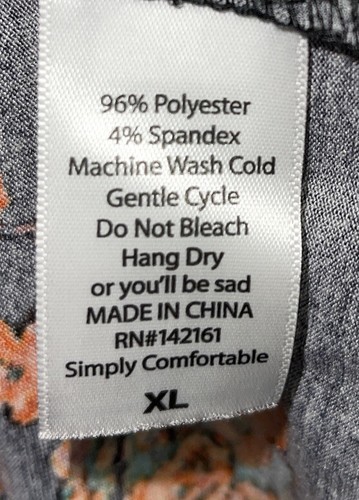 96% Polyester
4% Spandex
Machine Wash Cold
Gentle Cycle
Do Not Bleach
Hang Dry
or you'll be sad
MADE IN CHINA
RN#142161
Simply Comfortable
XL